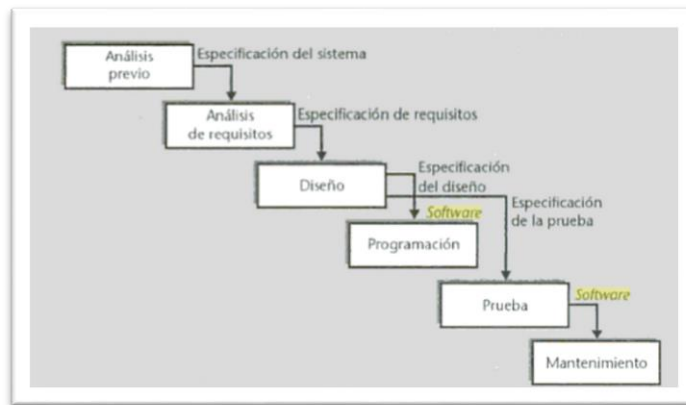 Análisis
previo
Especificación del sistema
Análisis
de requisitos
Especificación de requisitos
Diseño
Especificación
del diseño
Especificación
de la prueba
Software
Programación
Prueba
Software
Mantenimiento